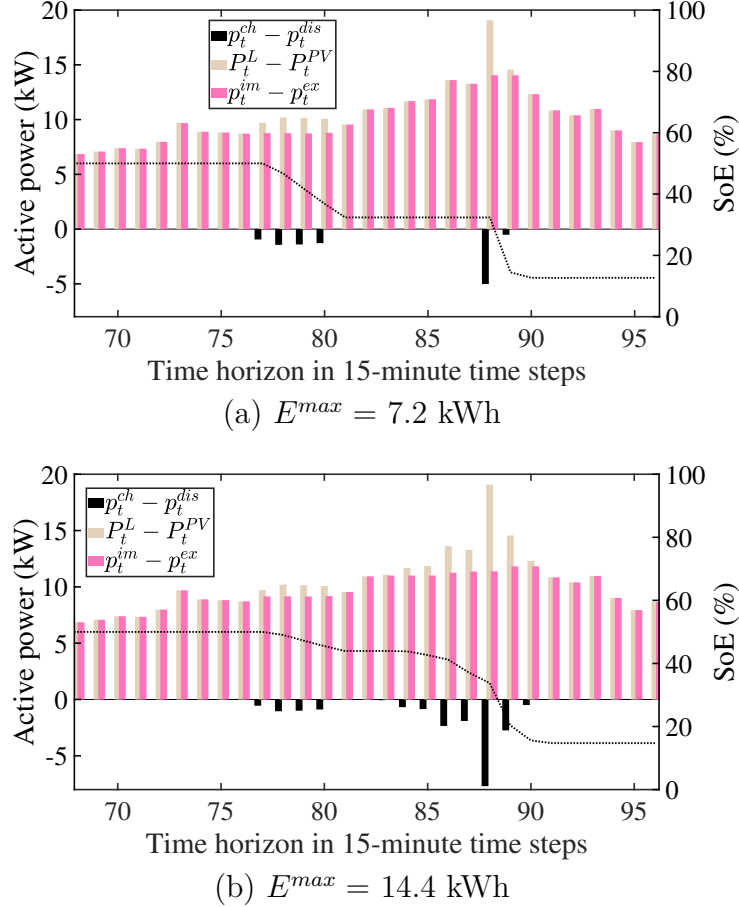 20
15
10
5
0
-5
Active power (kW)
p_t^{ch} − p_t^{dis}
P_t^L − P_t^{PV}
p_t^{im} − p_t^{ex}
100
80
60
40
20
0
SoE (%)
70 75 80 85 90 95
Time horizon in 15-minute time steps
(a) E^{max} = 7.2 kWh
20
15
10
5
0
-5
Active power (kW)
p_t^{ch} − p_t^{dis}
P_t^L − P_t^{PV}
p_t^{im} − p_t^{ex}
100
80
60
40
20
0
SoE (%)
70 75 80 85 90 95
Time horizon in 15-minute time steps
(b) E^{max} = 14.4 kWh